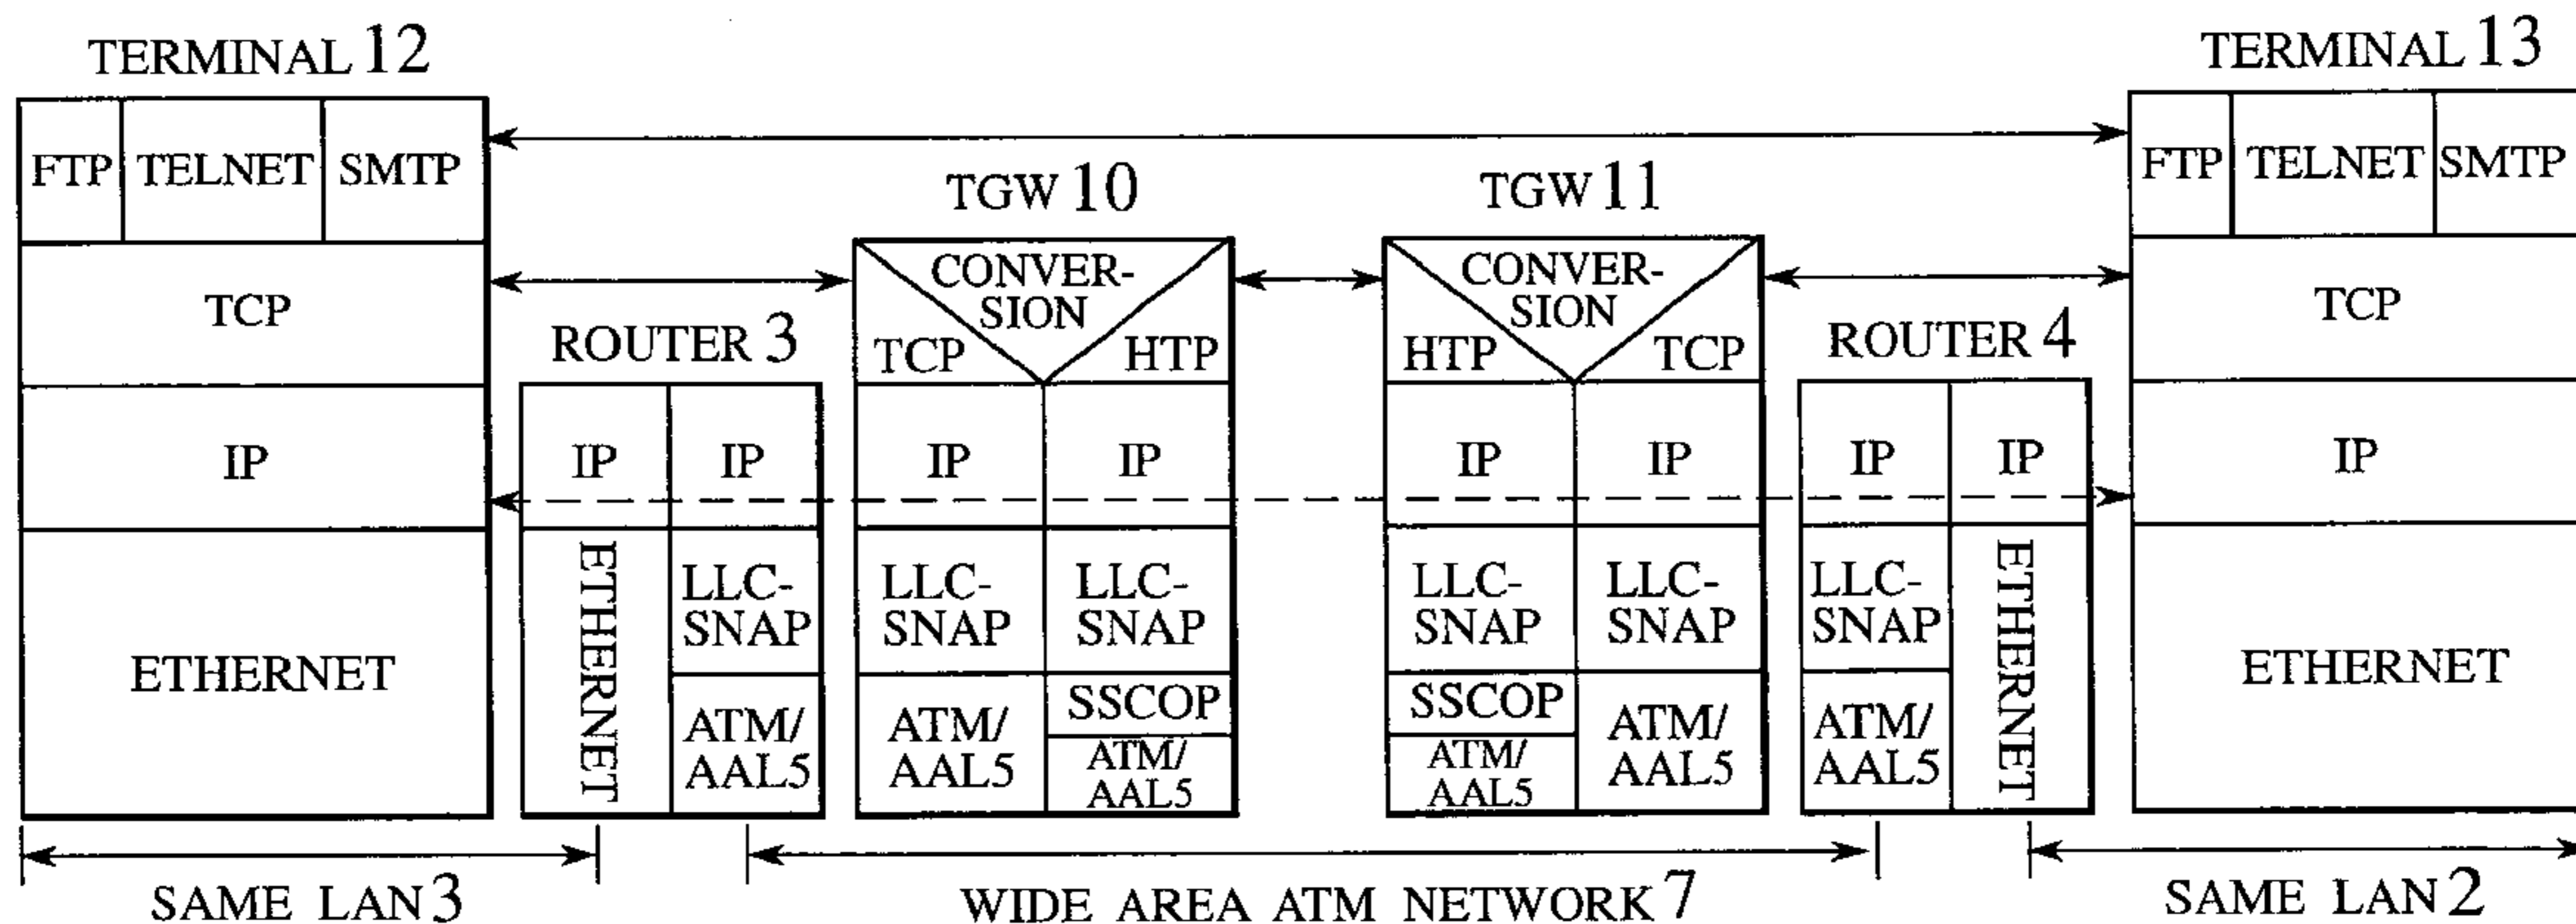 TERMINAL 12
FTP TELNET SMTP
TCP
IP
ETHERNET
ROUTER 3
IP IP
ETHERNET
LLC-
SNAP
ATM/
AAL5
TGW 10
CONVER-
SION
TCP HTP
IP IP
LLC-
SNAP
LLC-
SNAP
ATM/
AAL5
SSCOP
ATM/
AAL5
TGW 11
CONVER-
SION
HTP TCP
IP IP
LLC-
SNAP
LLC-
SNAP
SSCOP
ATM/
AAL5
ATM/
AAL5
ROUTER 4
IP IP
LLC-
SNAP
ATM/
AAL5
ETHERNET
TERMINAL 13
FTP TELNET SMTP
TCP
IP
ETHERNET
SAME LAN 3
WIDE AREA ATM NETWORK 7
SAME LAN 2